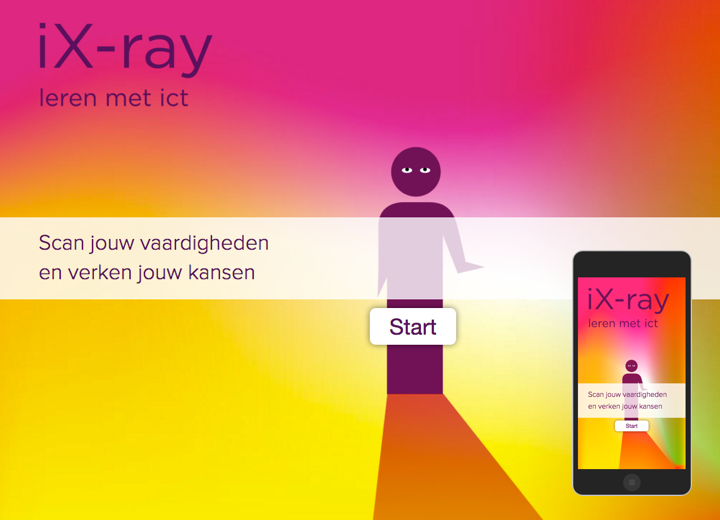 iX-ray
leren met ict
Scan jouw vaardigheden
en verken jouw kansen
Start
iX-ray
leren met ict
Scan jouw vaardigheden
en verken jouw kansen
Start